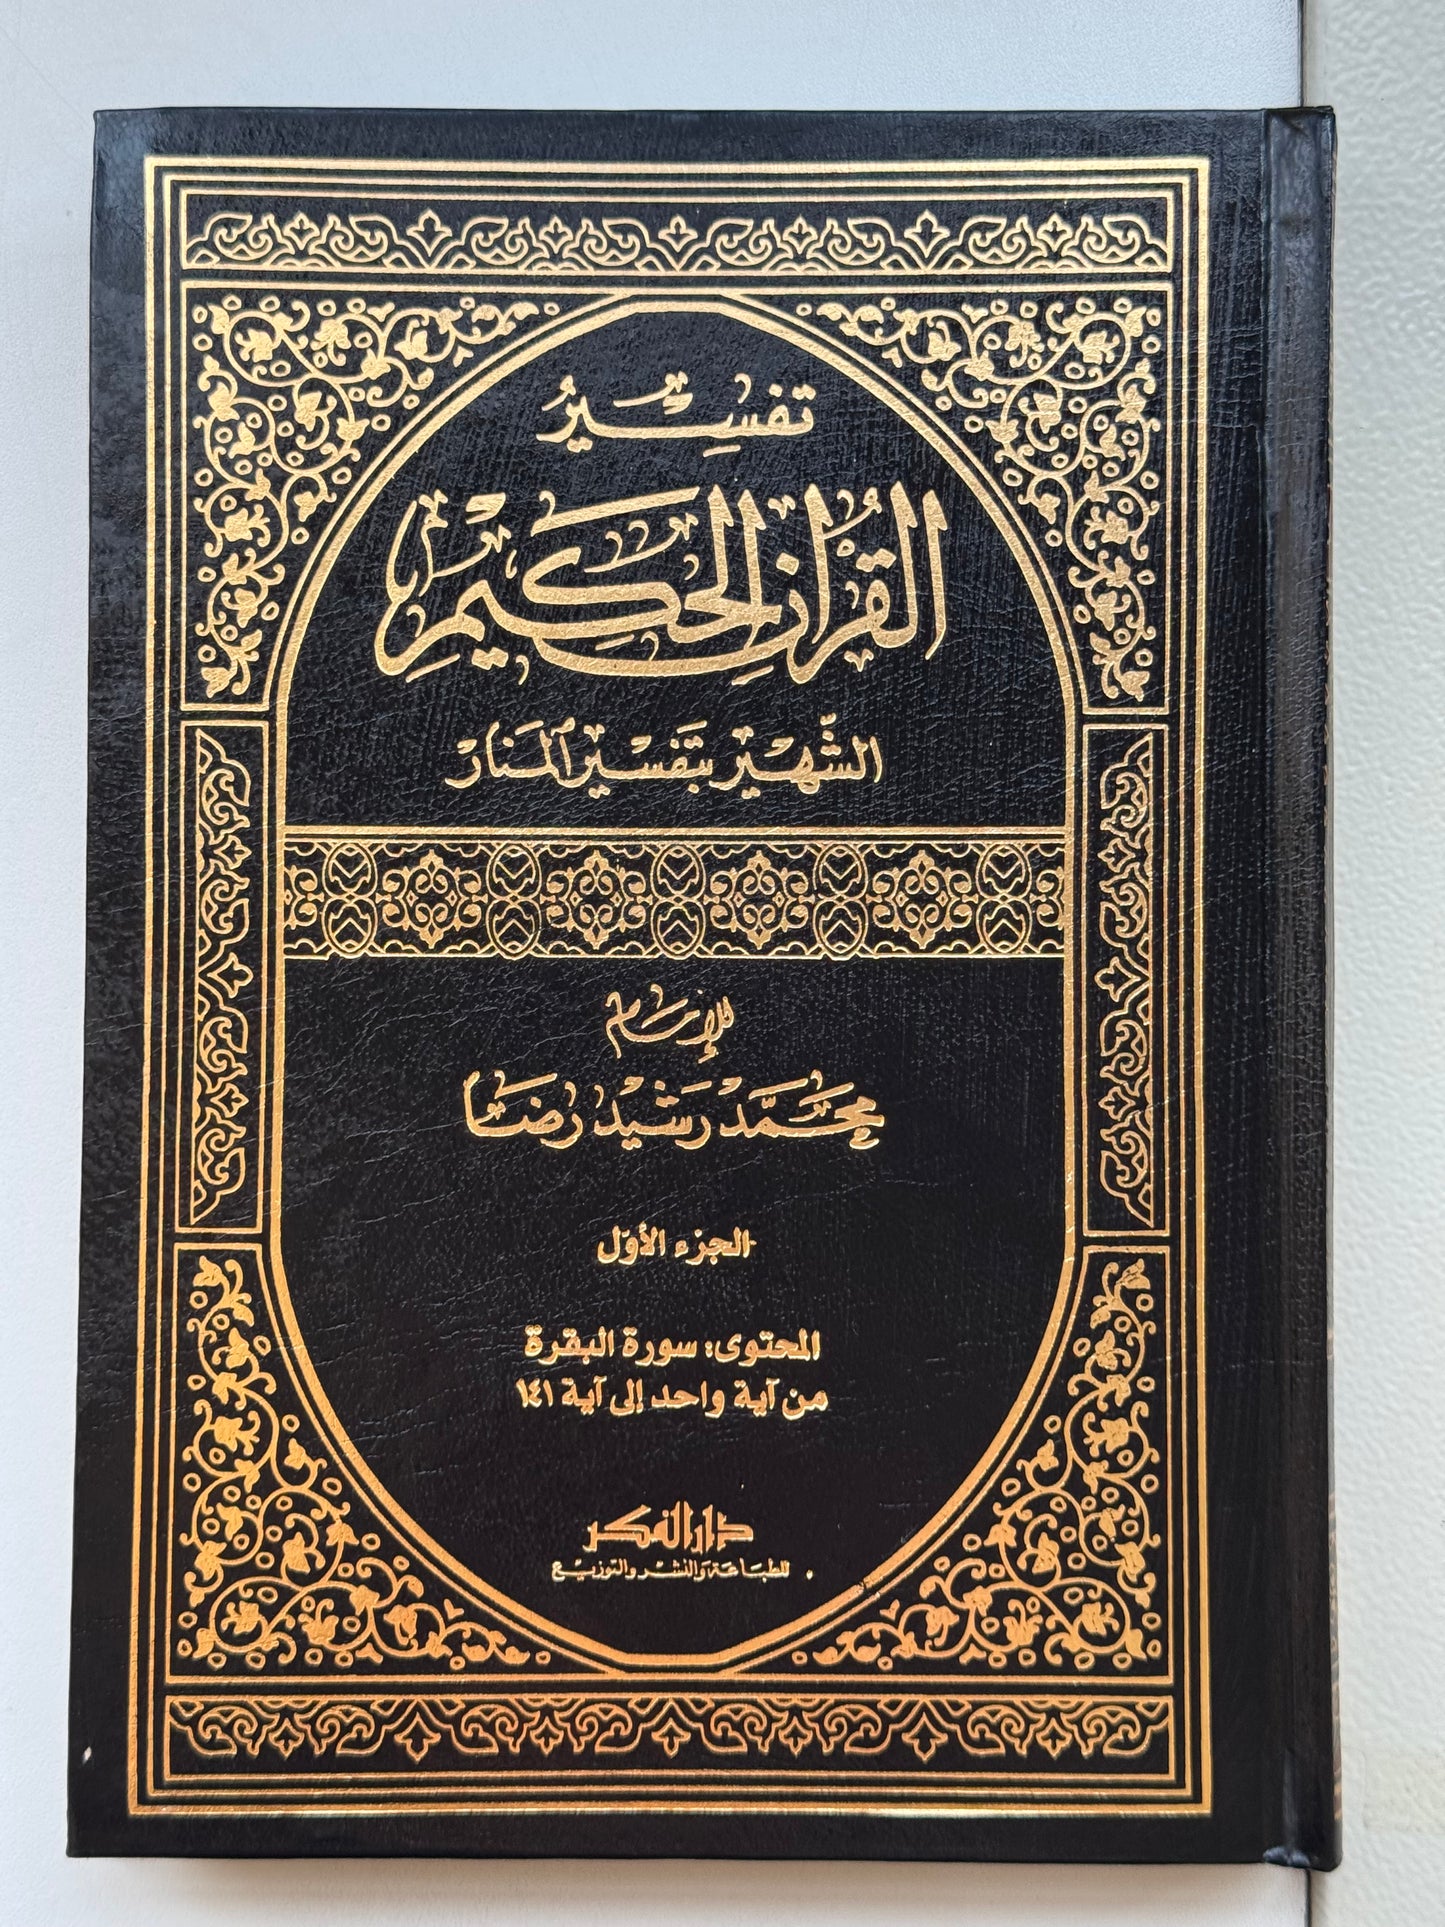 تفسير
القرآن الحكيم
الشهير بتفسير المنار
للإمام
محمد رشيد رضا
الجزء الأول
المحتوى: سورة البقرة
من آية واحد إلى آية ١٤١
دار الفكر
للطباعة والنشر والتوزيع